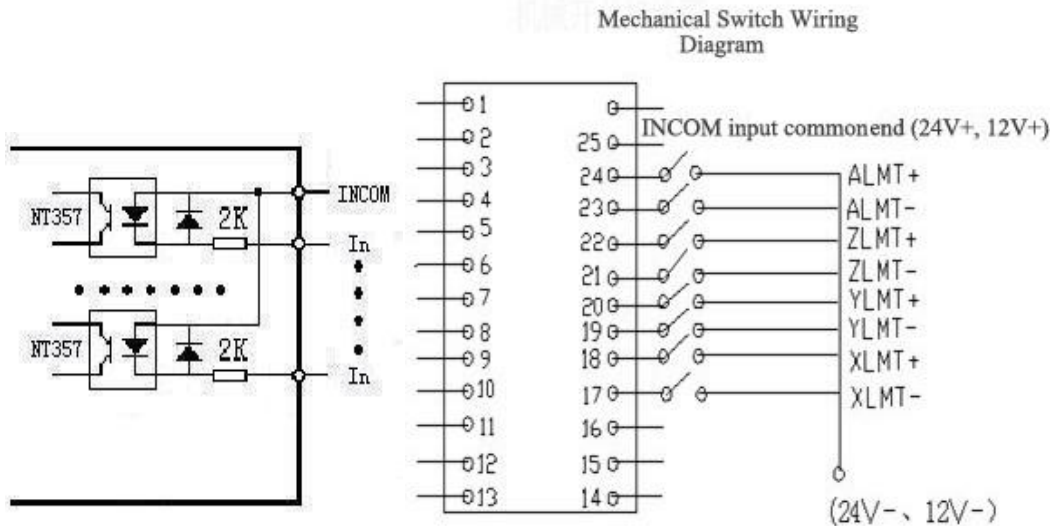 Mechanical Switch Wiring
Diagram
INCOM input commonend (24V+, 12V+)
INCOM
NT357
2K
In
NT357
2K
In
1
2
3
4
5
6
7
8
9
10
11
12
13
25
24
23
22
21
20
19
18
17
16
15
14
ALMT+
ALMT-
ZLMT+
ZLMT-
YLMT+
YLMT-
XLMT+
XLMT-
(24V-、12V-)